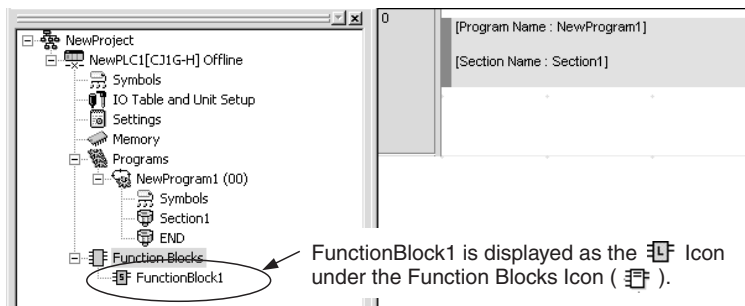 NewProject
NewPLC1[CJ1G-H] Offline
Symbols
IO Table and Unit Setup
Settings
Memory
Programs
NewProgram1 (00)
Symbols
Section1
END
Function Blocks
S FunctionBlock1
0
[Program Name : NewProgram1]
[Section Name : Section1]
FunctionBlock1 is displayed as the L Icon
under the Function Blocks Icon ( ).